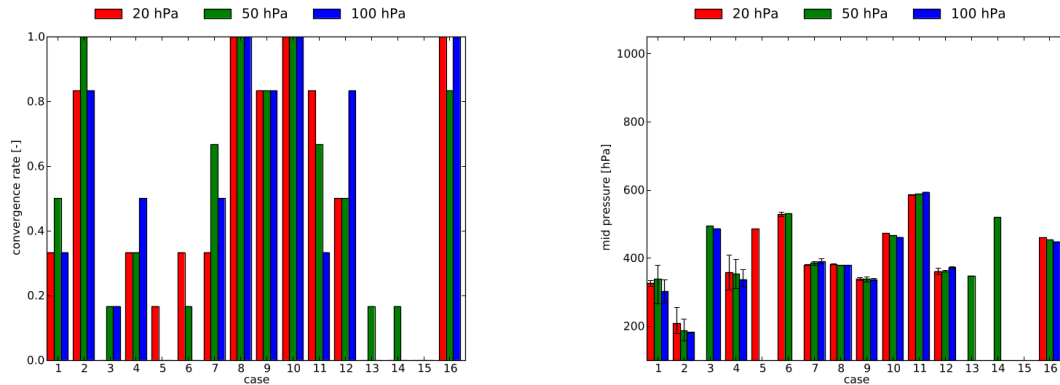 20 hPa 50 hPa 100 hPa
1.0
0.8
0.6
0.4
0.2
0.0
convergence rate [-]
1 2 3 4 5 6 7 8 9 10 11 12 13 14 15 16
case
20 hPa 50 hPa 100 hPa
1000
800
600
400
200
mid pressure [hPa]
1 2 3 4 5 6 7 8 9 10 11 12 13 14 15 16
case